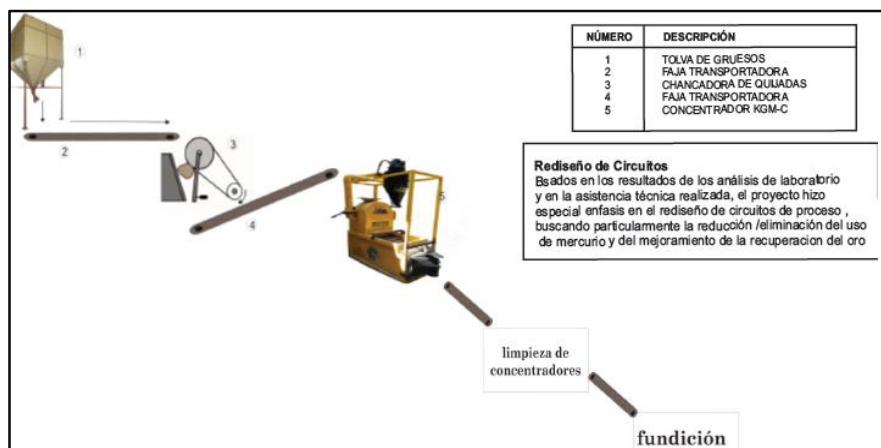 1
2
3
4
5
limpieza de
concentradores
fundición
NÚMERO DESCRIPCIÓN
1 TOLVA DE GRUESOS
2 FAJA TRANSPORTADORA
3 CHANCADORA DE QUIJADAS
4 FAJA TRANSPORTADORA
5 CONCENTRADOR KGM-C
Rediseño de Circuitos
Bsados en los resultados de los análisis de laboratorio
y en la asistencia técnica realizada, el proyecto hizo
especial enfasis en el rediseño de circuitos de proceso ,
buscando particularmente la reducción /eliminación del uso
de mercurio y del mejoramiento de la recuperacion del oro